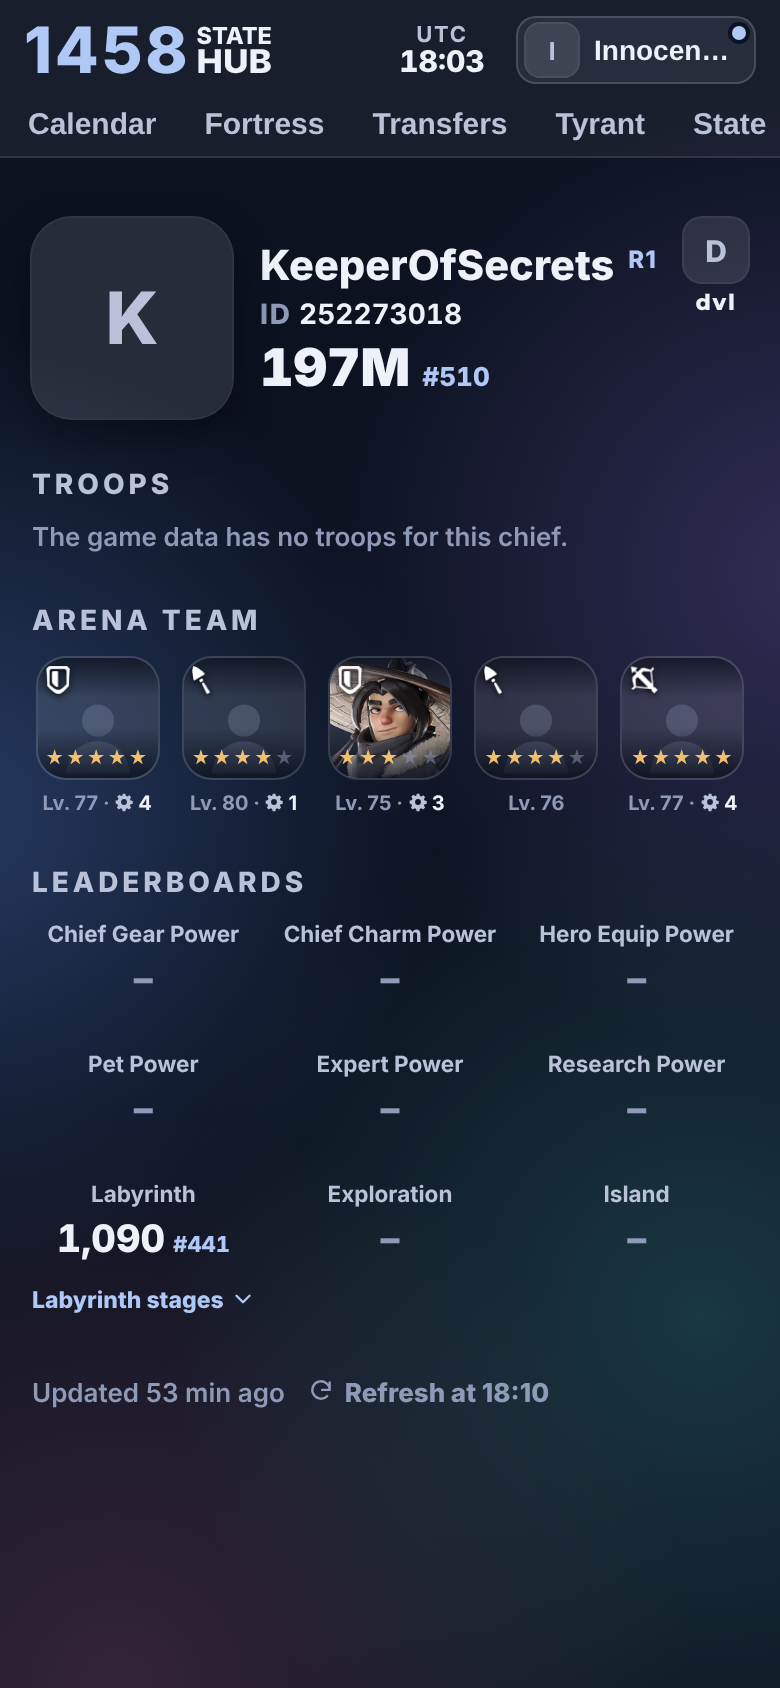 1458 STATE HUB
UTC
18:03
I Innocen...
Calendar Fortress Transfers Tyrant State
K
KeeperOfSecrets R1
D
dvl
ID 252273018
197M #510
TROOPS
The game data has no troops for this chief.
ARENA TEAM
Lv. 77 · 4
Lv. 80 · 1
Lv. 75 · 3
Lv. 76
Lv. 77 · 4
LEADERBOARDS
Chief Gear Power Chief Charm Power Hero Equip Power
– – –
Pet Power Expert Power Research Power
– – –
Labyrinth Exploration Island
1,090 #441 – –
Labyrinth stages
Updated 53 min ago Refresh at 18:10